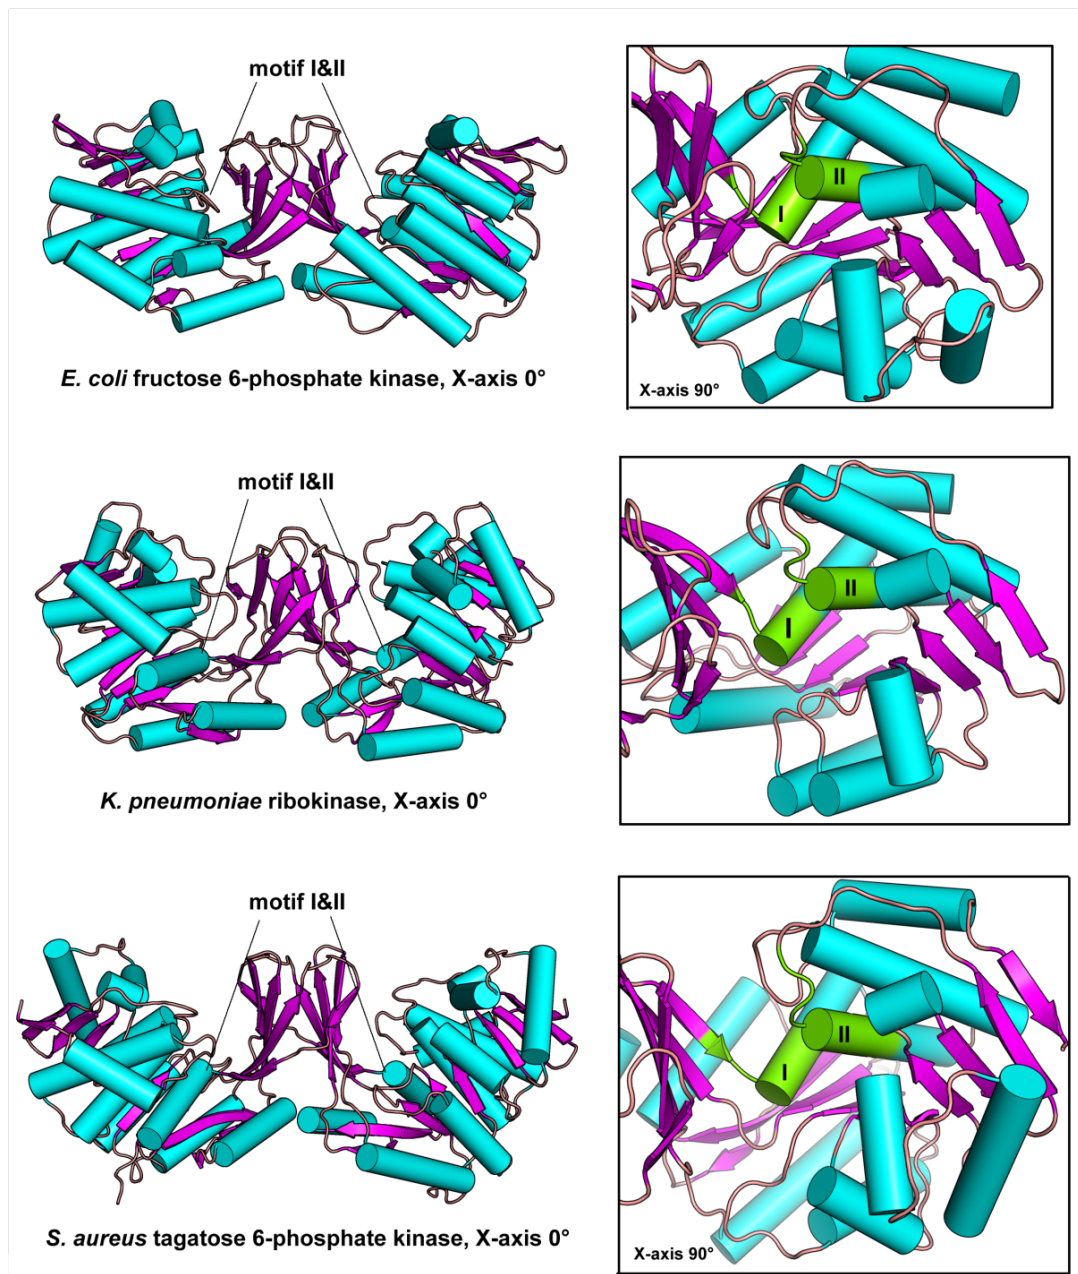 motif I&II
II
I
X-axis 90°
E. coli fructose 6-phosphate kinase, X-axis 0°
motif I&II
II
I
K. pneumoniae ribokinase, X-axis 0°
motif I&II
II
I
X-axis 90°
S. aureus tagatose 6-phosphate kinase, X-axis 0°